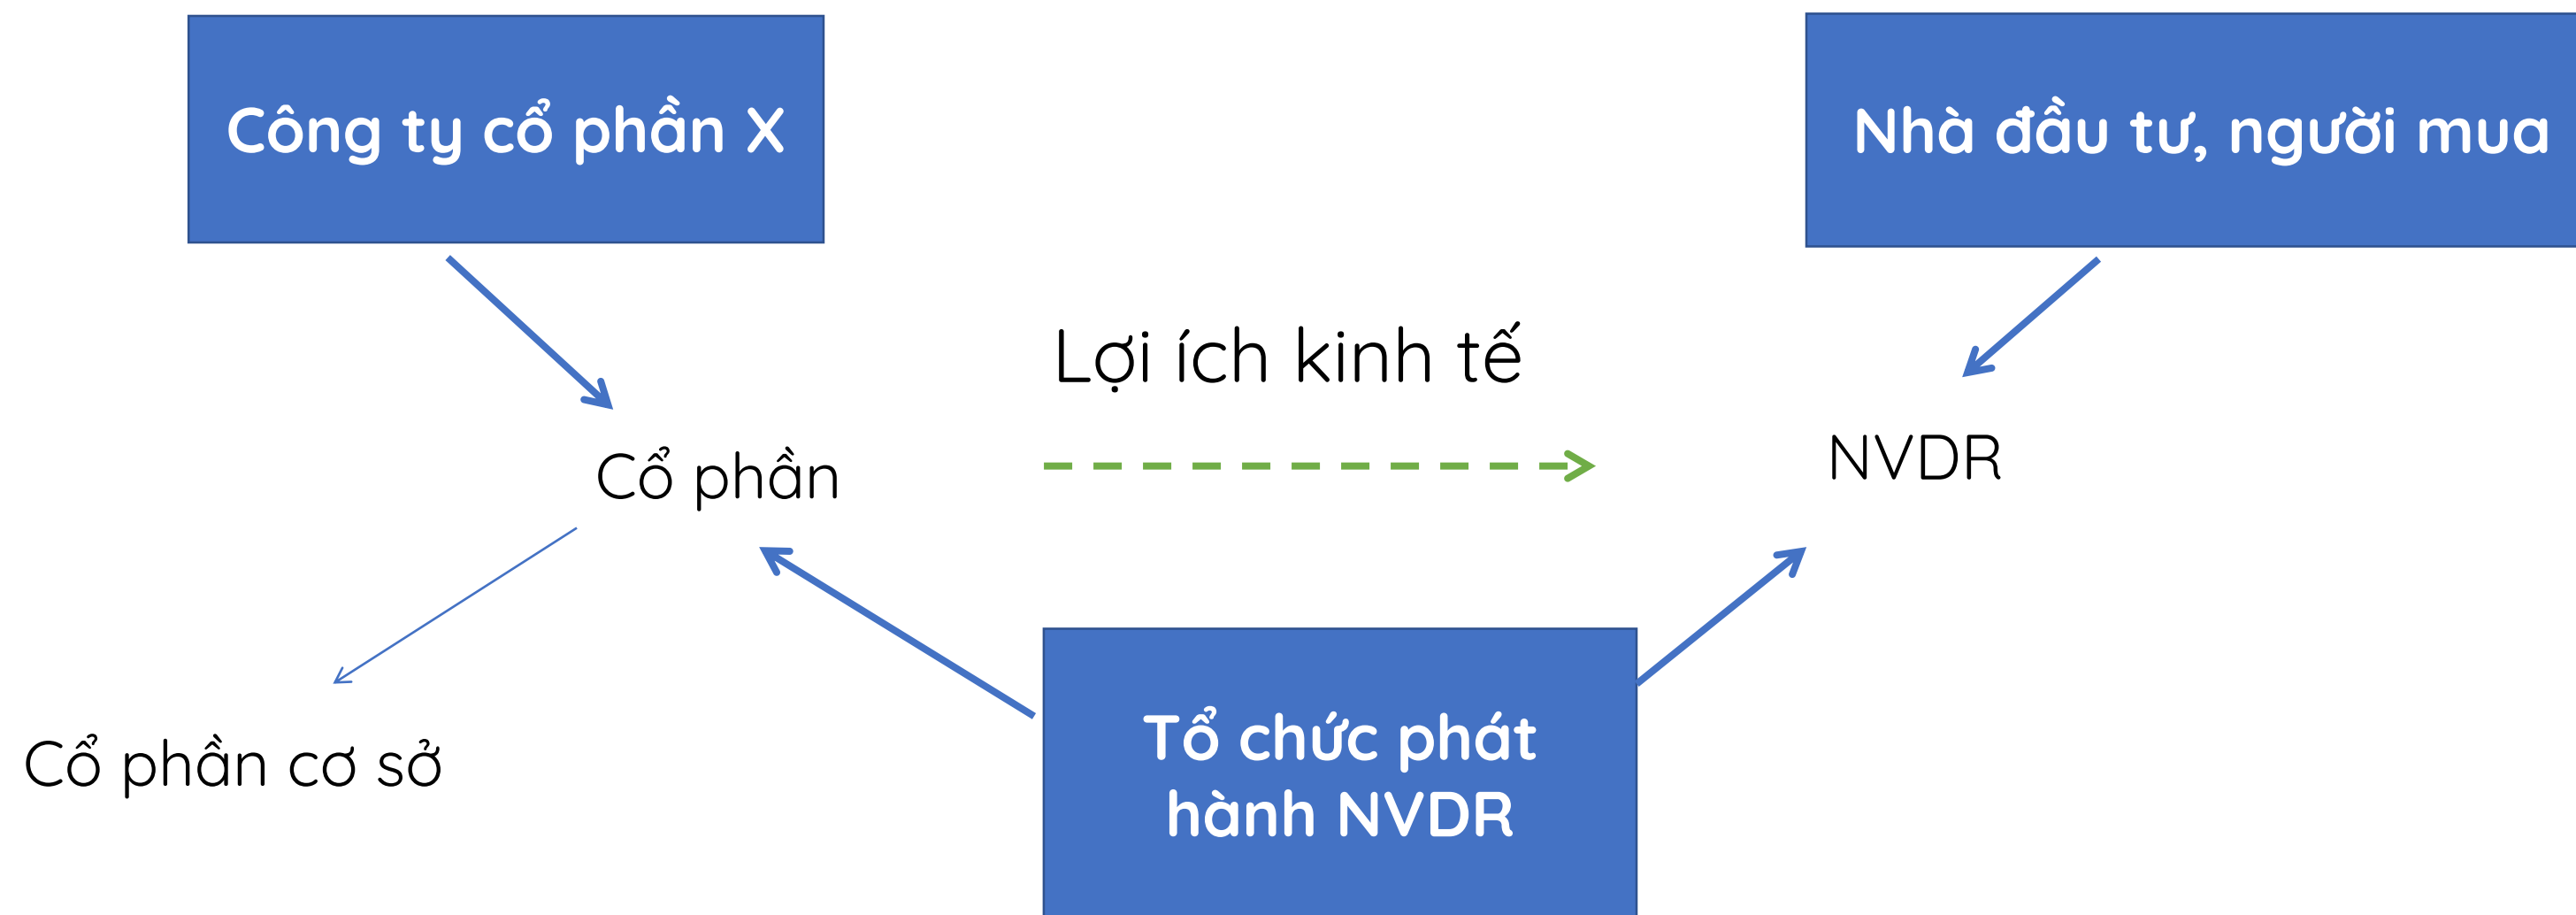 Công ty cổ phần X
Nhà đầu tư, người mua
Lợi ích kinh tế
Cổ phần
NVDR
Cổ phần cơ sở
Tổ chức phát
hành NVDR